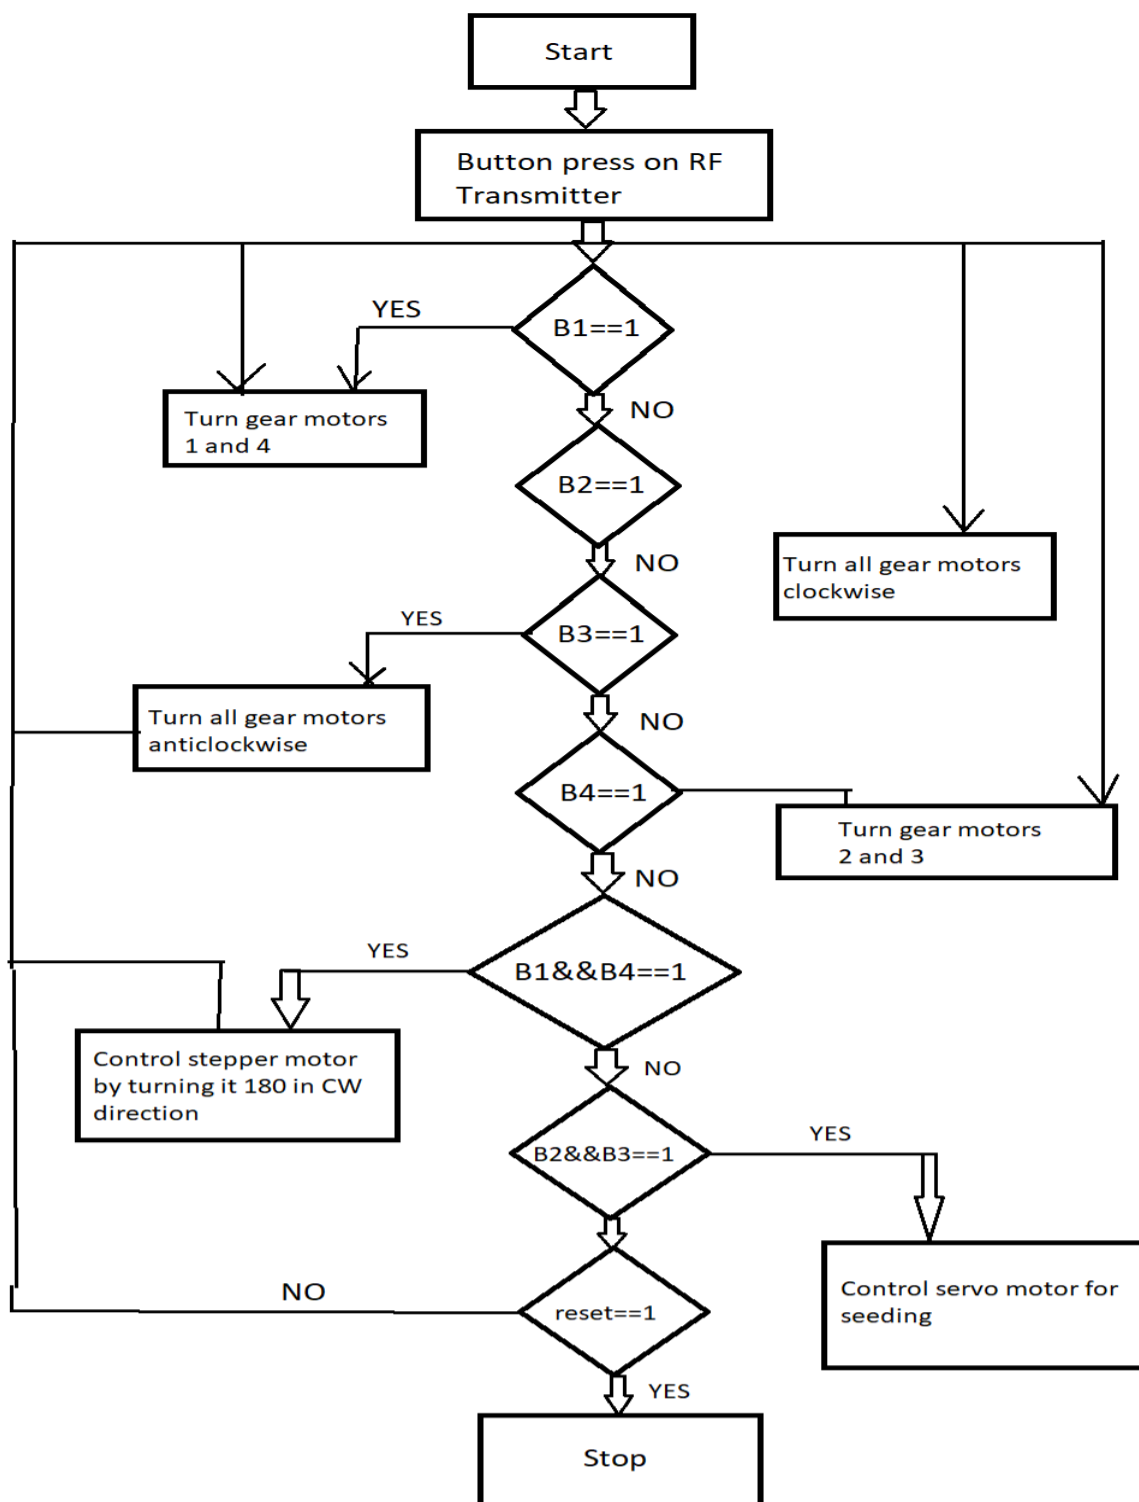 Start
Button press on RF
Transmitter
YES
B1==1
NO
Turn gear motors
1 and 4
B2==1
NO
Turn all gear motors
clockwise
YES
B3==1
NO
Turn all gear motors
anticlockwise
B4==1
Turn gear motors
2 and 3
NO
YES
B1&&B4==1
Control stepper motor
by turning it 180 in CW
direction
NO
B2&&B3==1
YES
Control servo motor for
seeding
NO
reset==1
YES
Stop